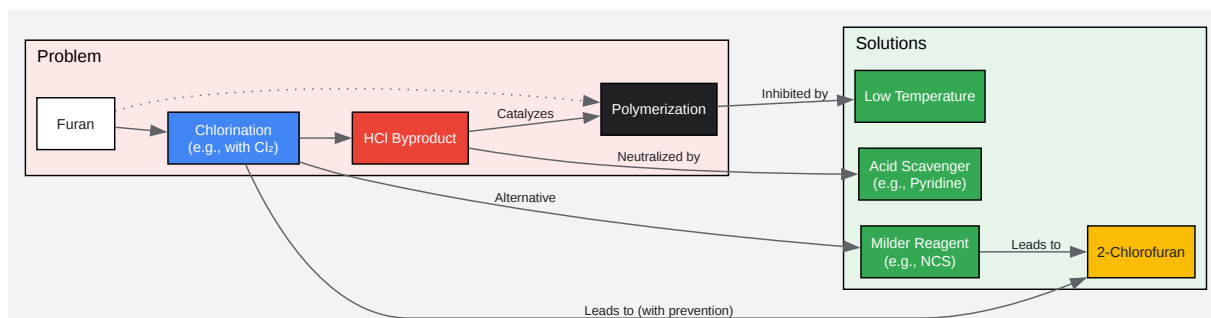 Problem
Solutions
Furan
Chlorination
(e.g., with Cl₂)
HCl Byproduct
Catalyzes
Polymerization
Inhibited by
Low Temperature
Neutralized by
Acid Scavenger
(e.g., Pyridine)
Alternative
Milder Reagent
(e.g., NCS)
Leads to
2-Chlorofuran
Leads to (with prevention)